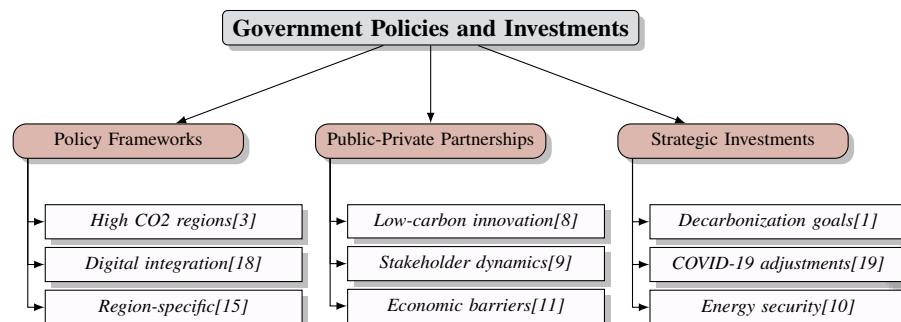 Government Policies and Investments
Policy Frameworks
Public-Private Partnerships
Strategic Investments
High CO2 regions[3]
Low-carbon innovation[8]
Decarbonization goals[1]
Digital integration[18]
Stakeholder dynamics[9]
COVID-19 adjustments[19]
Region-specific[15]
Economic barriers[11]
Energy security[10]